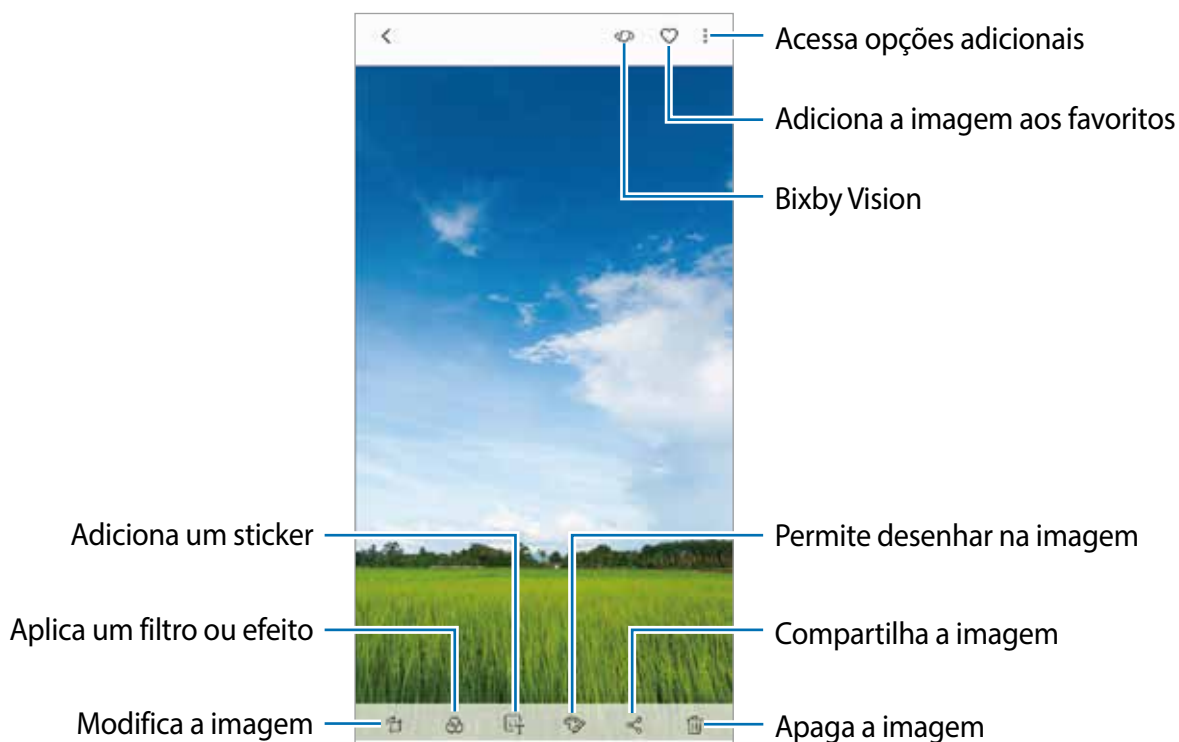 Acessa opções adicionais
Adiciona a imagem aos favoritos
Bixby Vision
Adiciona um sticker
Permite desenhar na imagem
Aplica um filtro ou efeito
Compartilha a imagem
Modifica a imagem
Apaga a imagem